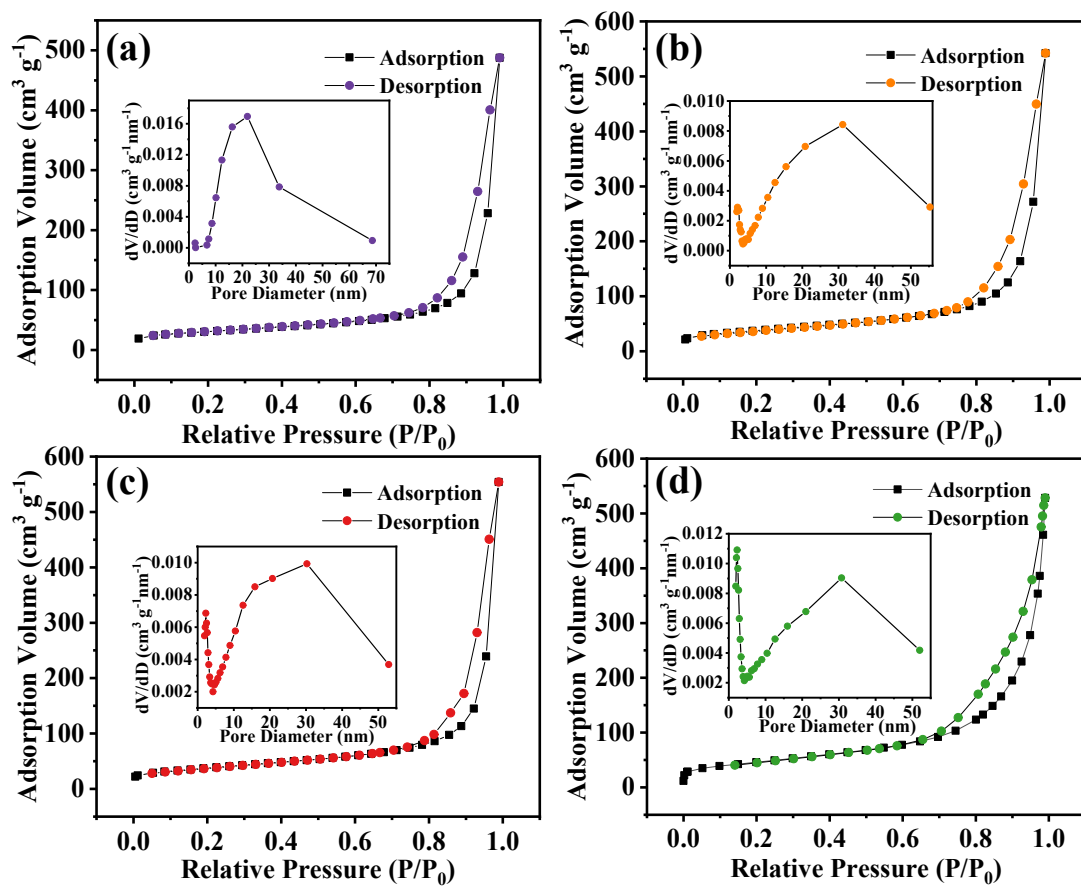 (a)
Adsorption
Desorption
Adsorption Volume (cm³ g⁻¹)
500
400
300
200
100
0
0.0 0.2 0.4 0.6 0.8 1.0
Relative Pressure (P/P₀)
dV/dD (cm³ g⁻¹nm⁻¹)
0.016
0.012
0.008
0.004
0.000
0 10 20 30 40 50 60 70
Pore Diameter (nm)
(b)
Adsorption
Desorption
Adsorption Volume (cm³ g⁻¹)
600
500
400
300
200
100
0
0.0 0.2 0.4 0.6 0.8 1.0
Relative Pressure (P/P₀)
dV/dD (cm³ g⁻¹nm⁻¹)
0.010
0.008
0.006
0.004
0.002
0.000
0 10 20 30 40 50
Pore Diameter (nm)
(c)
Adsorption
Desorption
Adsorption Volume (cm³ g⁻¹)
600
500
400
300
200
100
0
0.0 0.2 0.4 0.6 0.8 1.0
Relative Pressure (P/P₀)
dV/dD (cm³ g⁻¹nm⁻¹)
0.010
0.008
0.006
0.004
0.002
0 10 20 30 40 50
Pore Diameter (nm)
(d)
Adsorption
Desorption
Adsorption Volume (cm³ g⁻¹)
600
500
400
300
200
100
0
0.0 0.2 0.4 0.6 0.8 1.0
Relative Pressure (P/P₀)
dV/dD (cm³ g⁻¹nm⁻¹)
0.012
0.010
0.008
0.006
0.004
0.002
0 10 20 30 40 50
Pore Diameter (nm)